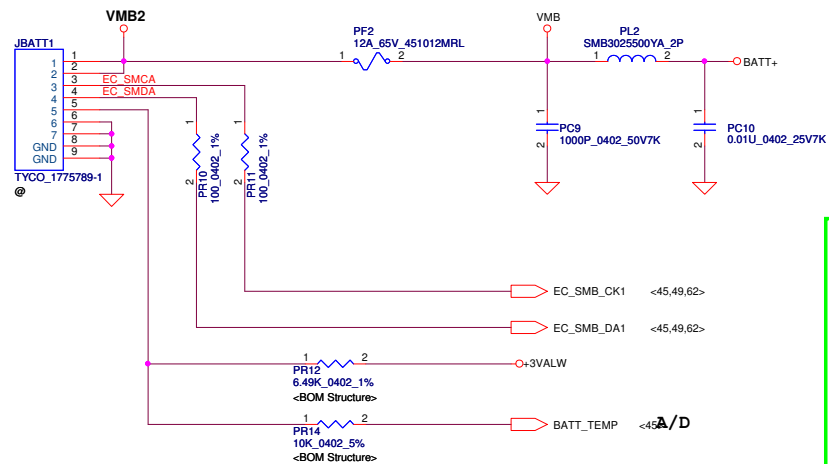 VMB2
JBATT1
PF2
12A_65V_451012MRL
VMB
PL2
SMB3025500YA_2P
1 1
2 2
3 3
4 4
5 5
6 6
7 7
GND 8
GND 9
EC_SMCA
EC_SMDA
1 2
1 2
BATT+
TYCO_1775789-1
@
1 2
PR10
100_0402_1%
1 2
PR11
100_0402_1%
1 2
PC9
1000P_0402_50V7K
1 2
PC10
0.01U_0402_25V7K
EC_SMB_CK1 <45,49,62>
EC_SMB_DA1 <45,49,62>
1 2
PR12
6.49K_0402_1%
<BOM Structure>
+3VALW
1 2
PR14
10K_0402_5%
<BOM Structure>
BATT_TEMP <45>
A/D